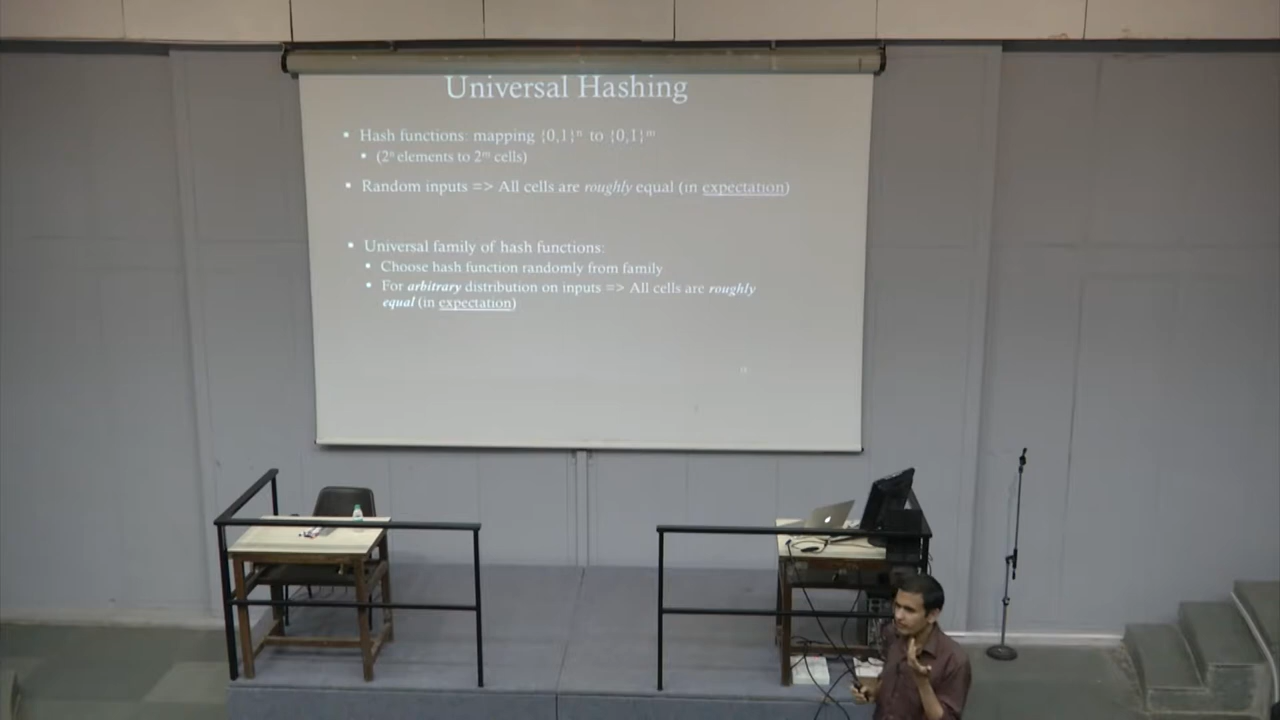 Universal Hashing
▪ Hash functions: mapping {0,1}ⁿ to {0,1}ᵐ
• (2ⁿ elements to 2ᵐ cells)
▪ Random inputs => All cells are roughly equal (in expectation)
▪ Universal family of hash functions:
• Choose hash function randomly from family
• For arbitrary distribution on inputs => All cells are roughly
equal (in expectation)